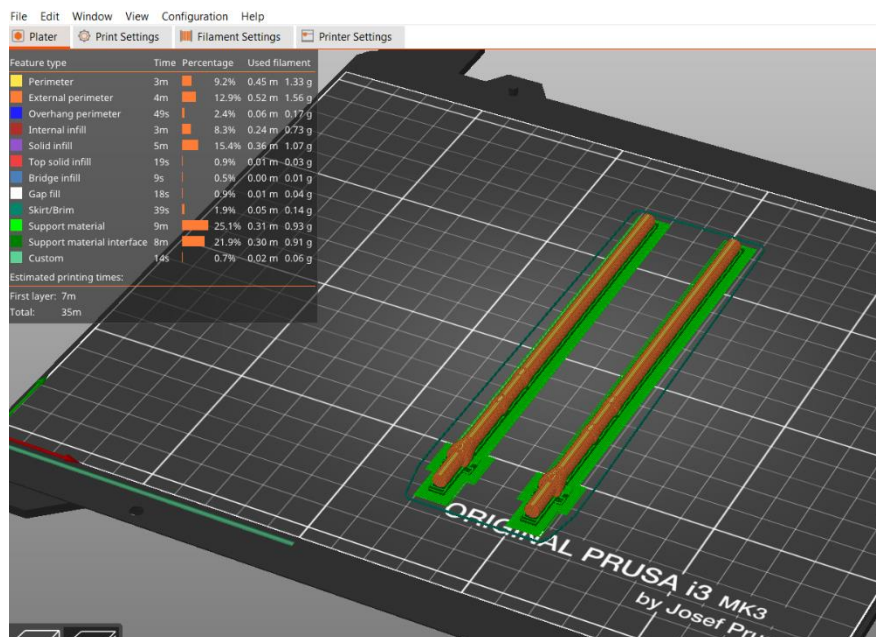 File Edit Window View Configuration Help
Plater Print Settings Filament Settings Printer Settings
Feature type Time Percentage Used filament
Perimeter 3m 9.2% 0.45 m 1.33 g
External perimeter 4m 12.9% 0.52 m 1.56 g
Overhang perimeter 49s 2.4% 0.06 m 0.17 g
Internal infill 3m 8.3% 0.24 m 0.73 g
Solid infill 5m 15.4% 0.36 m 1.07 g
Top solid infill 19s 0.9% 0.01 m 0.03 g
Bridge infill 9s 0.5% 0.00 m 0.01 g
Gap fill 18s 0.9% 0.01 m 0.04 g
Skirt/Brim 39s 1.9% 0.05 m 0.14 g
Support material 9m 25.1% 0.31 m 0.93 g
Support material interface 8m 21.9% 0.30 m 0.91 g
Custom 14s 0.7% 0.02 m 0.06 g
Estimated printing times:
First layer: 7m
Total: 35m
ORIGINAL PRUSA i3 MK3
by Josef Pru